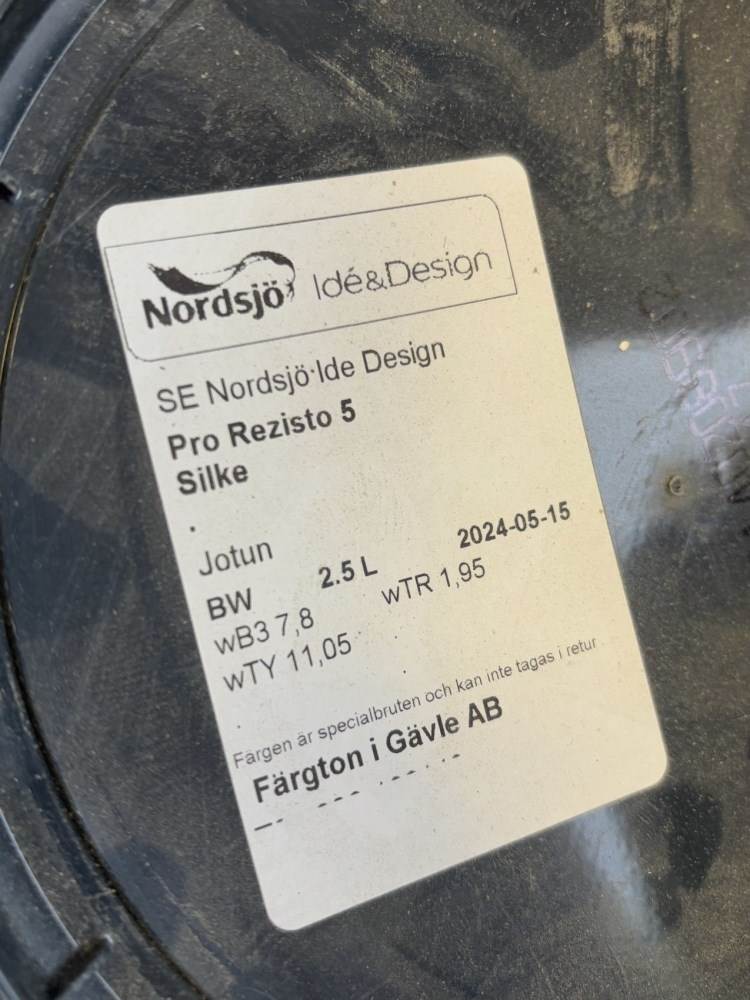 Nordsjö Idé&Design
SE Nordsjö Ide Design
Pro Rezisto 5
Silke
.
Jotun
BW 2.5 L 2024-05-15
wB3 7,8 wTR 1,95
wTY 11,05
Färgen är specialbruten och kan inte tagas i retur
Färgton i Gävle AB